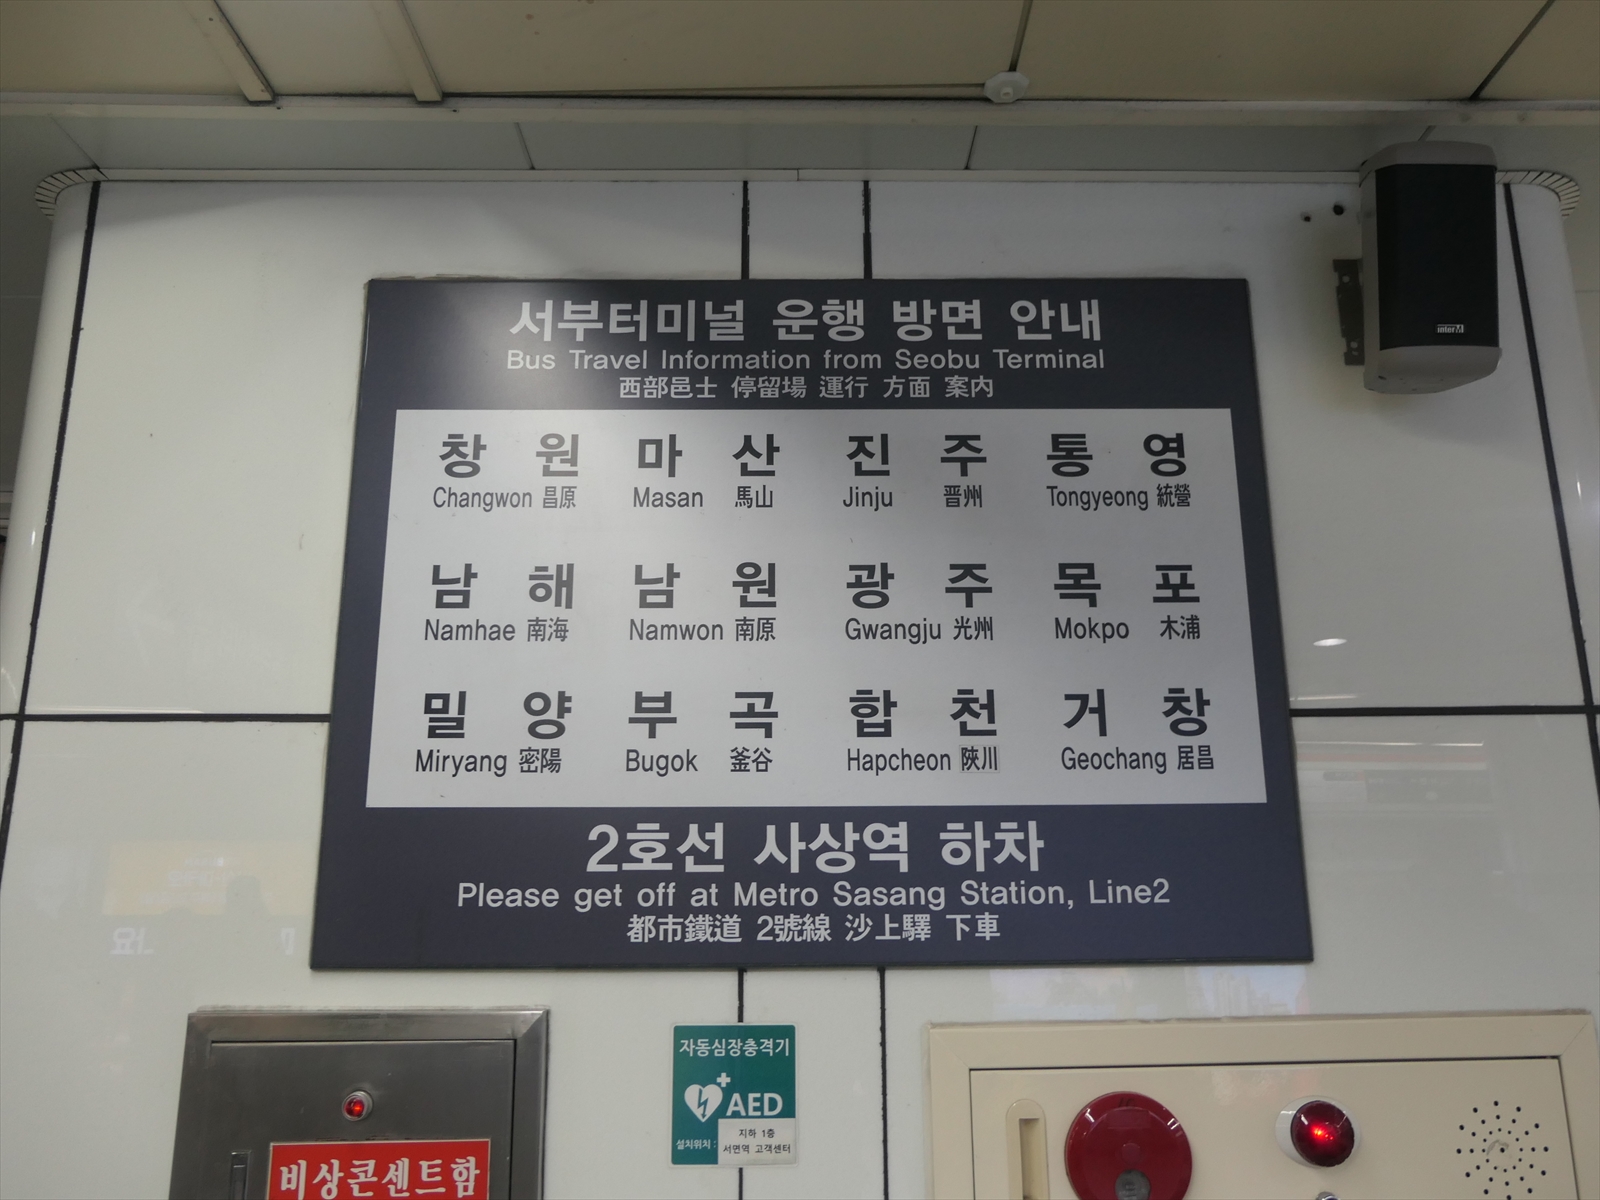 서부터미널 운행 방면 안내
Bus Travel Information from Seobu Terminal
西部邑士 停留場 運行 方面 案内
창 원 마 산 진 주 통 영
Changwon 昌原 Masan 馬山 Jinju 晋州 Tongyeong 統營
남 해 남 원 광 주 목 포
Namhae 南海 Namwon 南原 Gwangju 光州 Mokpo 木浦
밀 양 부 곡 합 천 거 창
Miryang 密陽 Bugok 釜谷 Hapcheon 陜川 Geochang 居昌
2호선 사상역 하차
Please get off at Metro Sasang Station, Line2
都市鐵道 2號線 沙上驛 下車
interM
자동심장충격기
AED
설치위치 : 지하 1층
서면역 고객센터
비상콘센트함